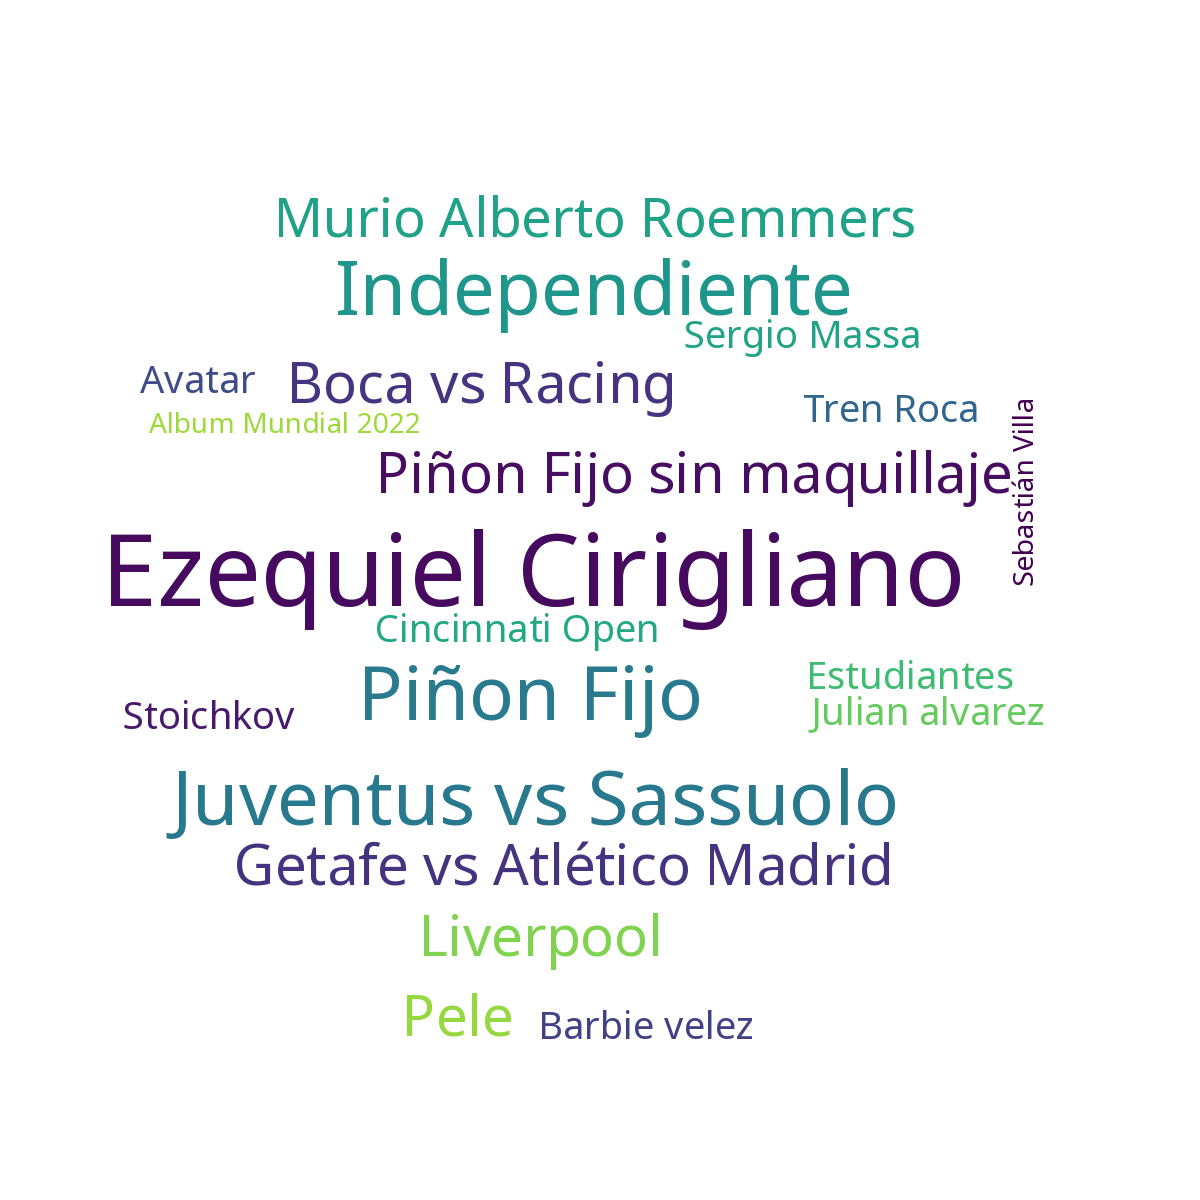 Murio Alberto Roemmers
Independiente
Sergio Massa
Avatar
Boca vs Racing
Tren Roca
Album Mundial 2022
Sebastián Villa
Piñon Fijo sin maquillaje
Ezequiel Cirigliano
Cincinnati Open
Piñon Fijo
Estudiantes
Stoichkov
Julian alvarez
Juventus vs Sassuolo
Getafe vs Atlético Madrid
Liverpool
Pele
Barbie velez